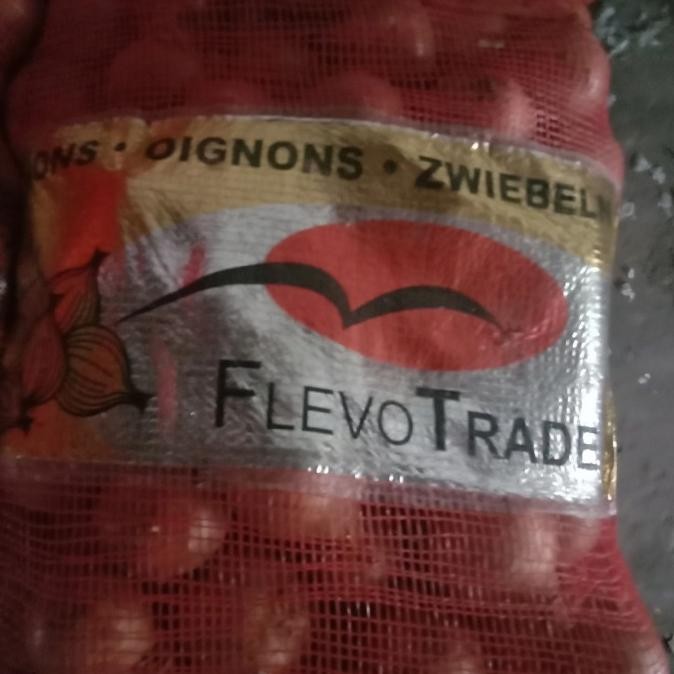 ONS • OIGNONS • ZWIEBELN
FLEVOTRADE